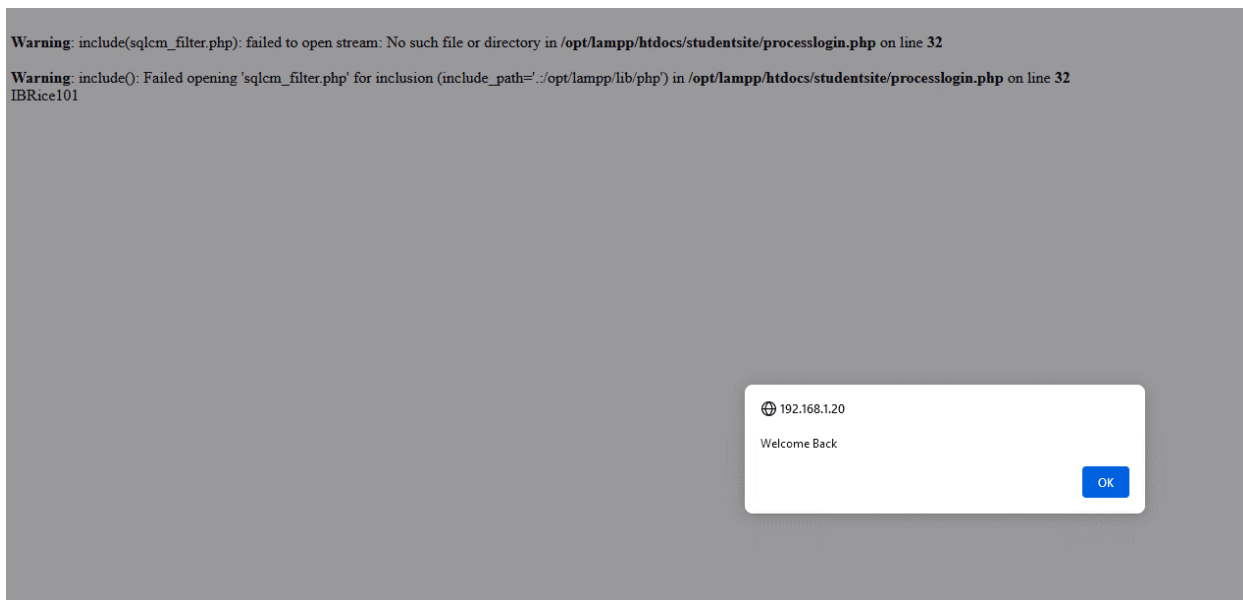 Warning: include(sqlcm_filter.php): failed to open stream: No such file or directory in /opt/lampp/htdocs/studentsite/processlogin.php on line 32
Warning: include(): Failed opening 'sqlcm_filter.php' for inclusion (include_path='.:/opt/lampp/lib/php') in /opt/lampp/htdocs/studentsite/processlogin.php on line 32
IBRice101
192.168.1.20
Welcome Back
OK